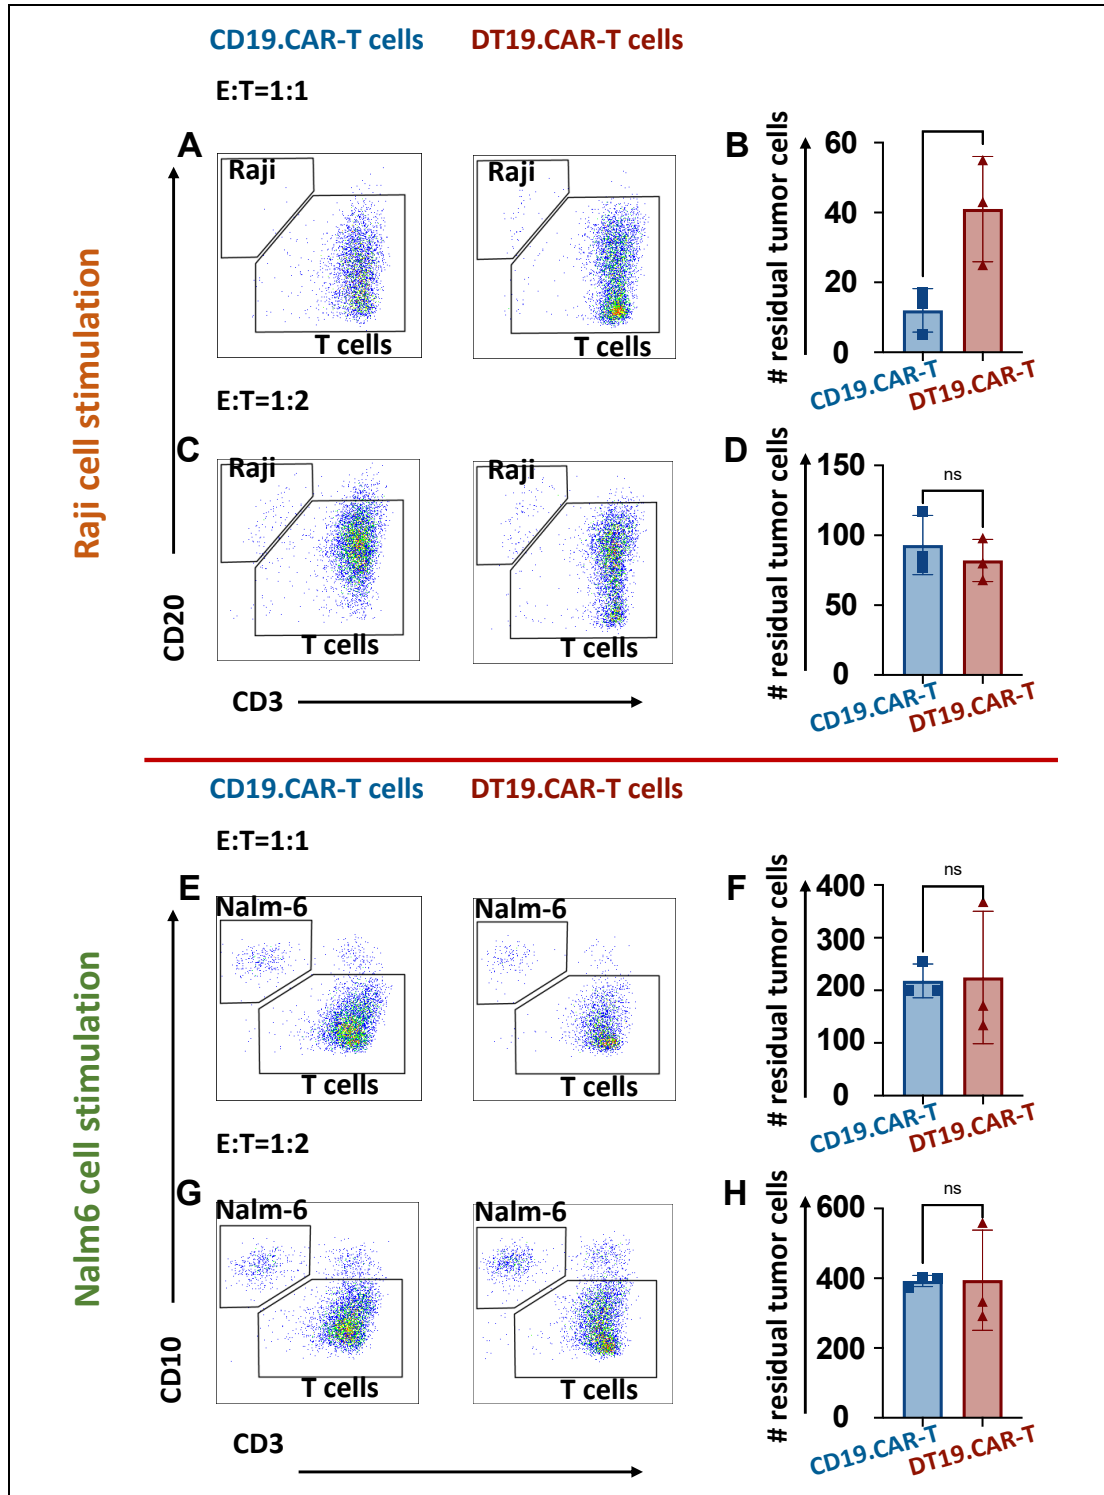 CD19.CAR-T cells DT19.CAR-T cells
E:T=1:1
A
Raji
T cells
Raji
T cells
B
# residual tumor cells
60
40
20
0
CD19.CAR-T
DT19.CAR-T
E:T=1:2
C
Raji
T cells
Raji
T cells
D
# residual tumor cells
150
100
50
0
ns
CD19.CAR-T
DT19.CAR-T
Raji cell stimulation
CD20
CD3
CD19.CAR-T cells DT19.CAR-T cells
E:T=1:1
E
Nalm-6
T cells
Nalm-6
T cells
F
# residual tumor cells
400
300
200
100
0
ns
CD19.CAR-T
DT19.CAR-T
E:T=1:2
G
Nalm-6
T cells
Nalm-6
T cells
H
# residual tumor cells
600
400
200
0
ns
CD19.CAR-T
DT19.CAR-T
Nalm6 cell stimulation
CD10
CD3